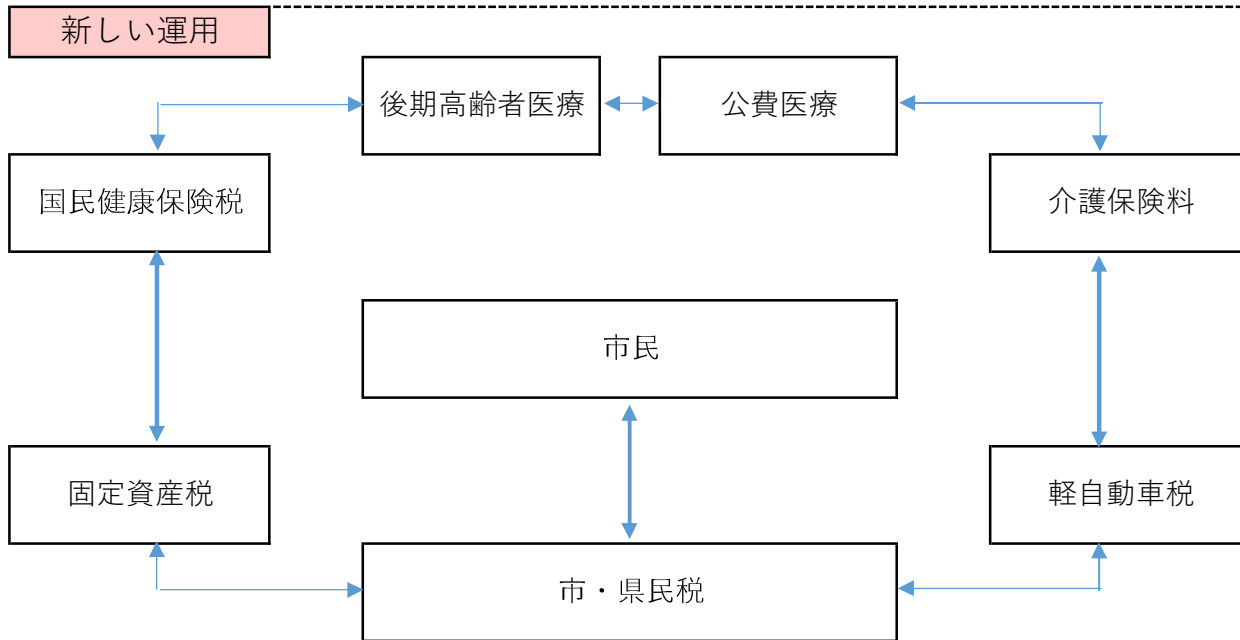 新しい運用
後期高齢者医療
公費医療
国民健康保険税
介護保険料
市民
固定資産税
軽自動車税
市・県民税